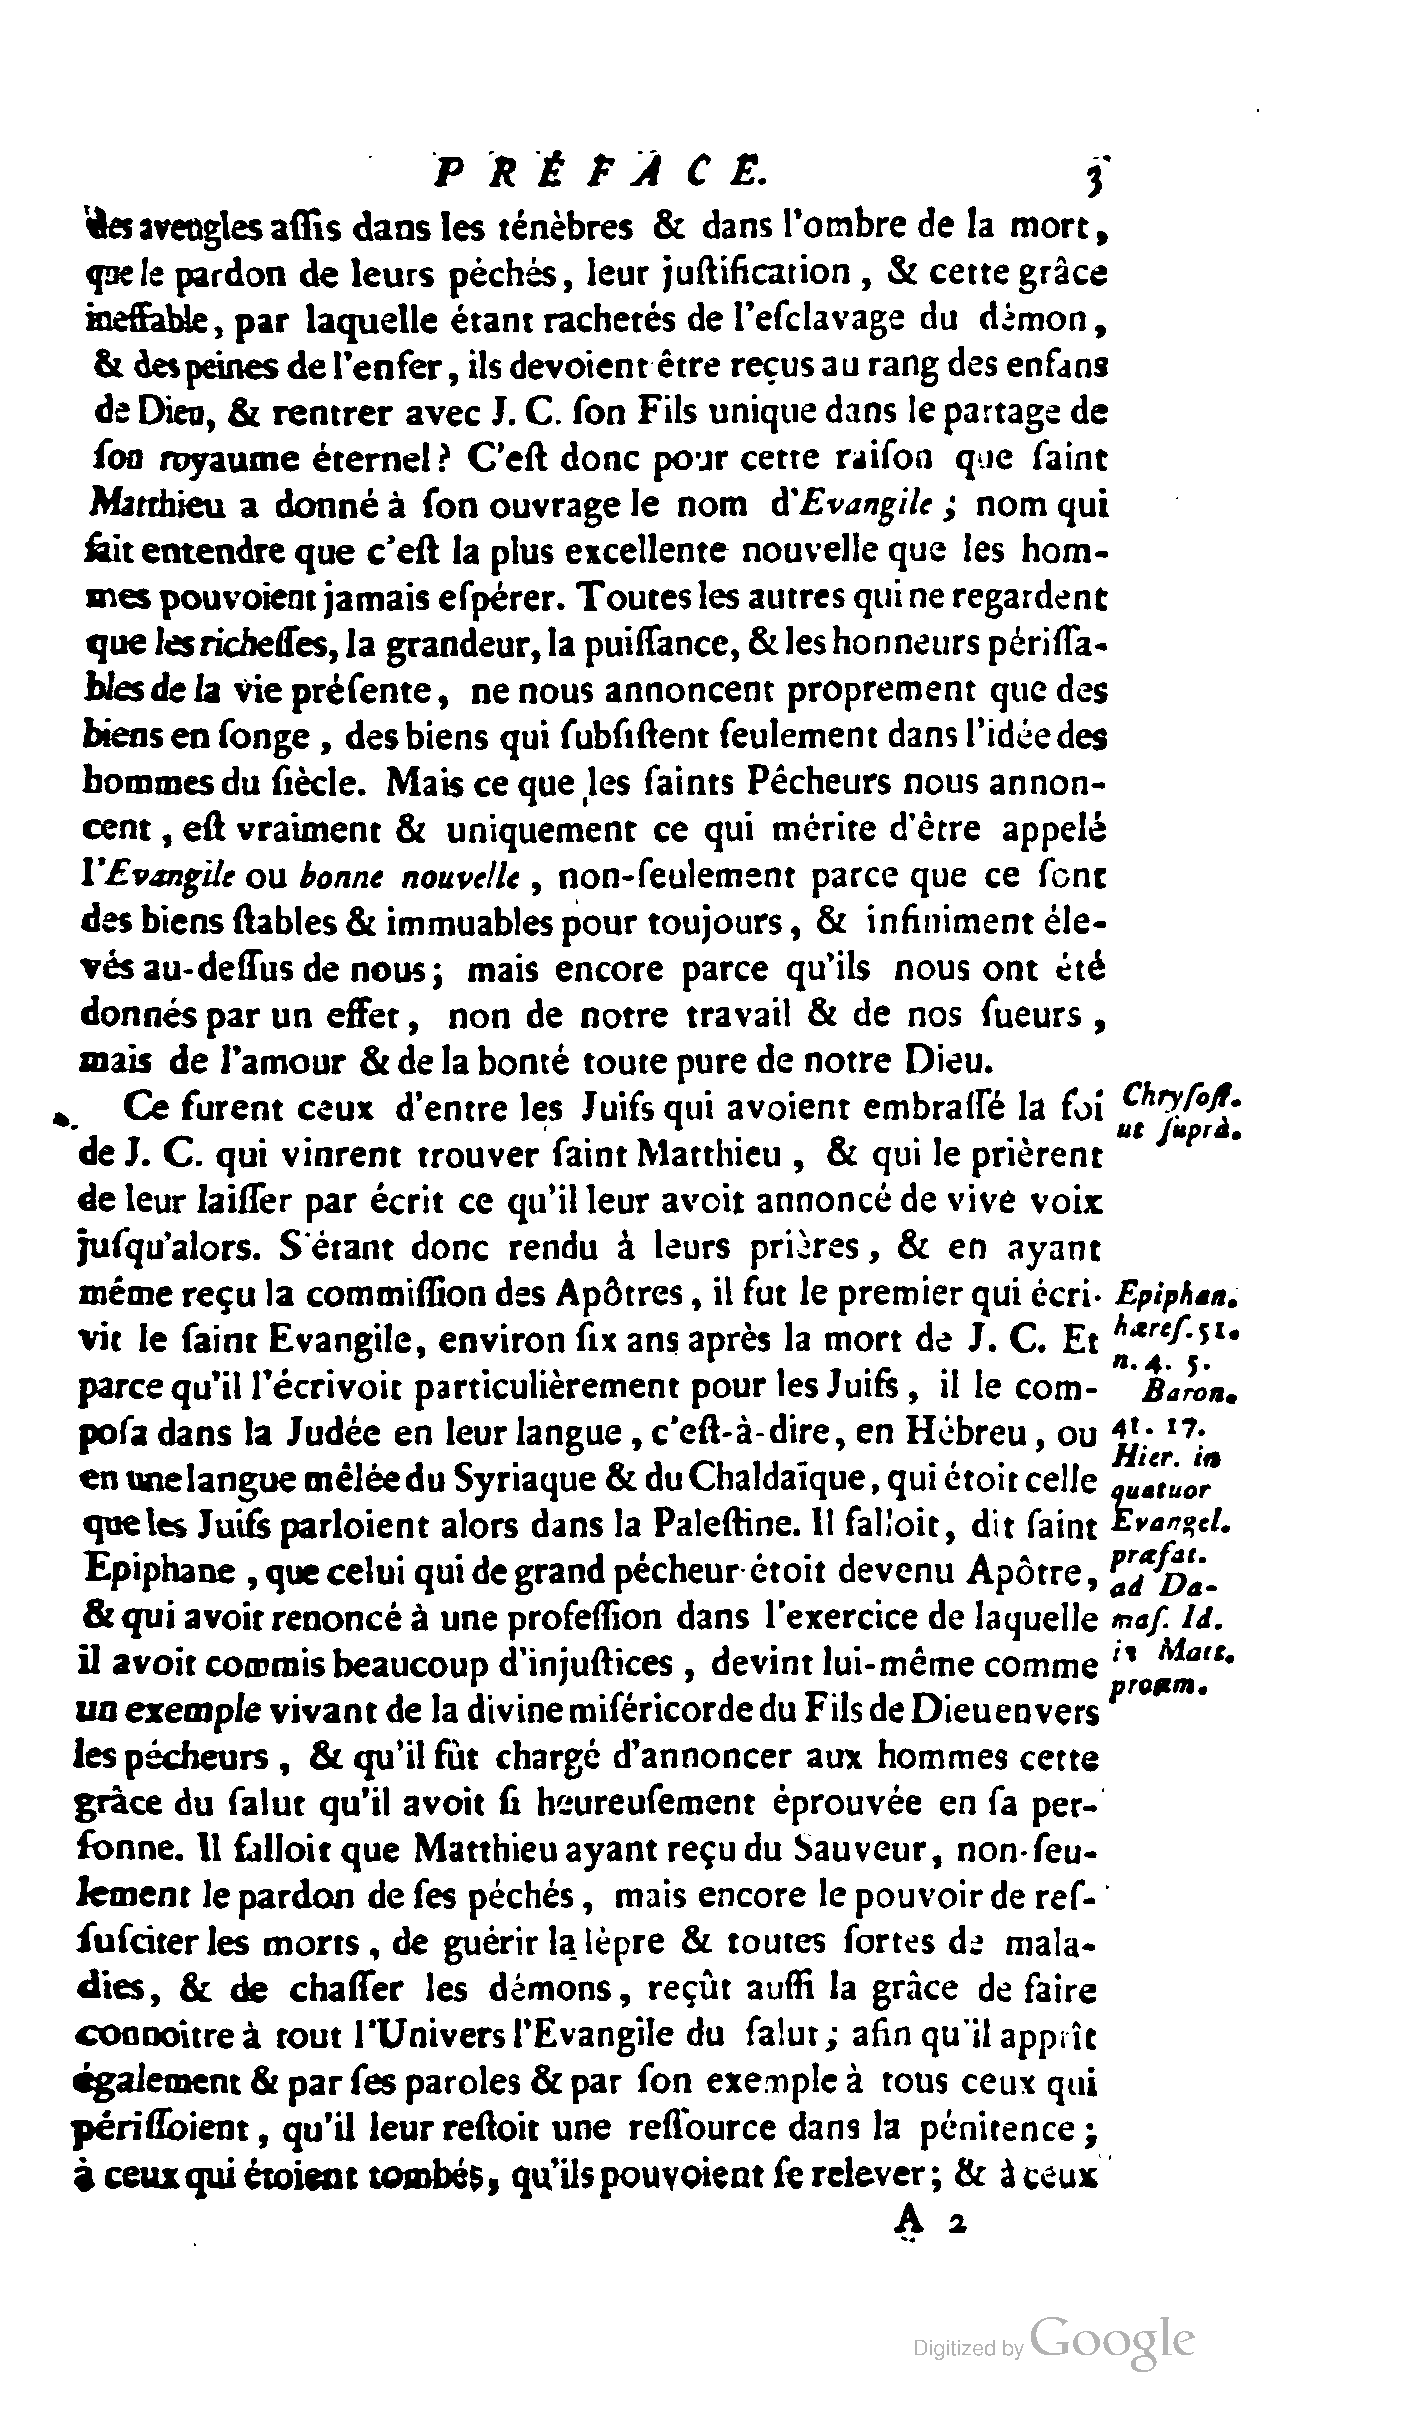 PRÉFACE. 3
des aveugles assis dans les ténèbres & dans l'ombre de la mort,
que le pardon de leurs péchés, leur juſtification, & cette grâce
ineffable, par laquelle étant rachetés de l'eſclavage du démon,
& des peines de l'enfer, ils devoient être reçus au rang des enfans
de Dieu, & rentrer avec J. C. ſon Fils unique dans le partage de
ſon royaume éternel? C'eſt donc pour cette raiſon que ſaint
Matthieu a donné à ſon ouvrage le nom d'Evangile; nom qui
fait entendre que c'eſt la plus excellente nouvelle que les hom-
mes pouvoient jamais eſpérer. Toutes les autres qui ne regardent
que les richeſſes, la grandeur, la puiſſance, & les honneurs périſſa-
bles de la vie préſente, ne nous annoncent proprement que des
biens en ſonge, des biens qui ſubſiſtent ſeulement dans l'idée des
hommes du ſiècle. Mais ce que les ſaints Pêcheurs nous annon-
cent, eſt vraiment & uniquement ce qui mérite d'être appelé
l'Evangile ou bonne nouvelle, non-ſeulement parce que ce ſont
des biens ſtables & immuables pour toujours, & infiniment éle-
vés au-deſſus de nous; mais encore parce qu'ils nous ont été
donnés par un effet, non de notre travail & de nos ſueurs,
mais de l'amour & de la bonté toute pure de notre Dieu.
Ce furent ceux d'entre les Juifs qui avoient embraſſé la foi
de J. C. qui vinrent trouver ſaint Matthieu, & qui le prièrent
de leur laiſſer par écrit ce qu'il leur avoit annoncé de vive voix
juſqu'alors. S'étant donc rendu à leurs prières, & en ayant
même reçu la commiſſion des Apôtres, il fut le premier qui écri-
vit le ſaint Evangile, environ ſix ans après la mort de J. C. Et
parce qu'il l'écrivoit particulièrement pour les Juifs, il le com-
poſa dans la Judée en leur langue, c'eſt-à-dire, en Hébreu, ou
en une langue mêlée du Syriaque & du Chaldaïque, qui étoit celle
que les Juifs parloient alors dans la Paleſtine. Il falloit, dit ſaint
Epiphane, que celui qui de grand pécheur étoit devenu Apôtre,
& qui avoit renoncé à une profeſſion dans l'exercice de laquelle
il avoit commis beaucoup d'injuſtices, devint lui-même comme
un exemple vivant de la divine miſéricorde du Fils de Dieu envers
les pécheurs, & qu'il fût chargé d'annoncer aux hommes cette
grâce du ſalut qu'il avoit ſi heureuſement éprouvée en ſa per-
ſonne. Il falloit que Matthieu ayant reçu du Sauveur, non-ſeu-
lement le pardon de ſes péchés, mais encore le pouvoir de reſ-
ſuſciter les morts, de guérir la lèpre & toutes ſortes de mala-
dies, & de chaſſer les démons, reçût auſſi la grâce de faire
connoître à tout l'Univers l'Evangile du ſalut; afin qu'il apprît
également & par ſes paroles & par ſon exemple à tous ceux qui
périſſoient, qu'il leur reſtoit une reſſource dans la pénitence;
à ceux qui étoient tombés, qu'ils pouvoient ſe relever; & à ceux
Chryſoſt.
ut ſuprà.
Epiphan.
hæreſ. 51.
n. 4. 5.
Baron.
41. 17.
Hier. in
quatuor
Evangel.
præfat.
ad Da-
maſ. Id.
in Matt.
proœm.
A 2
Digitized by Google